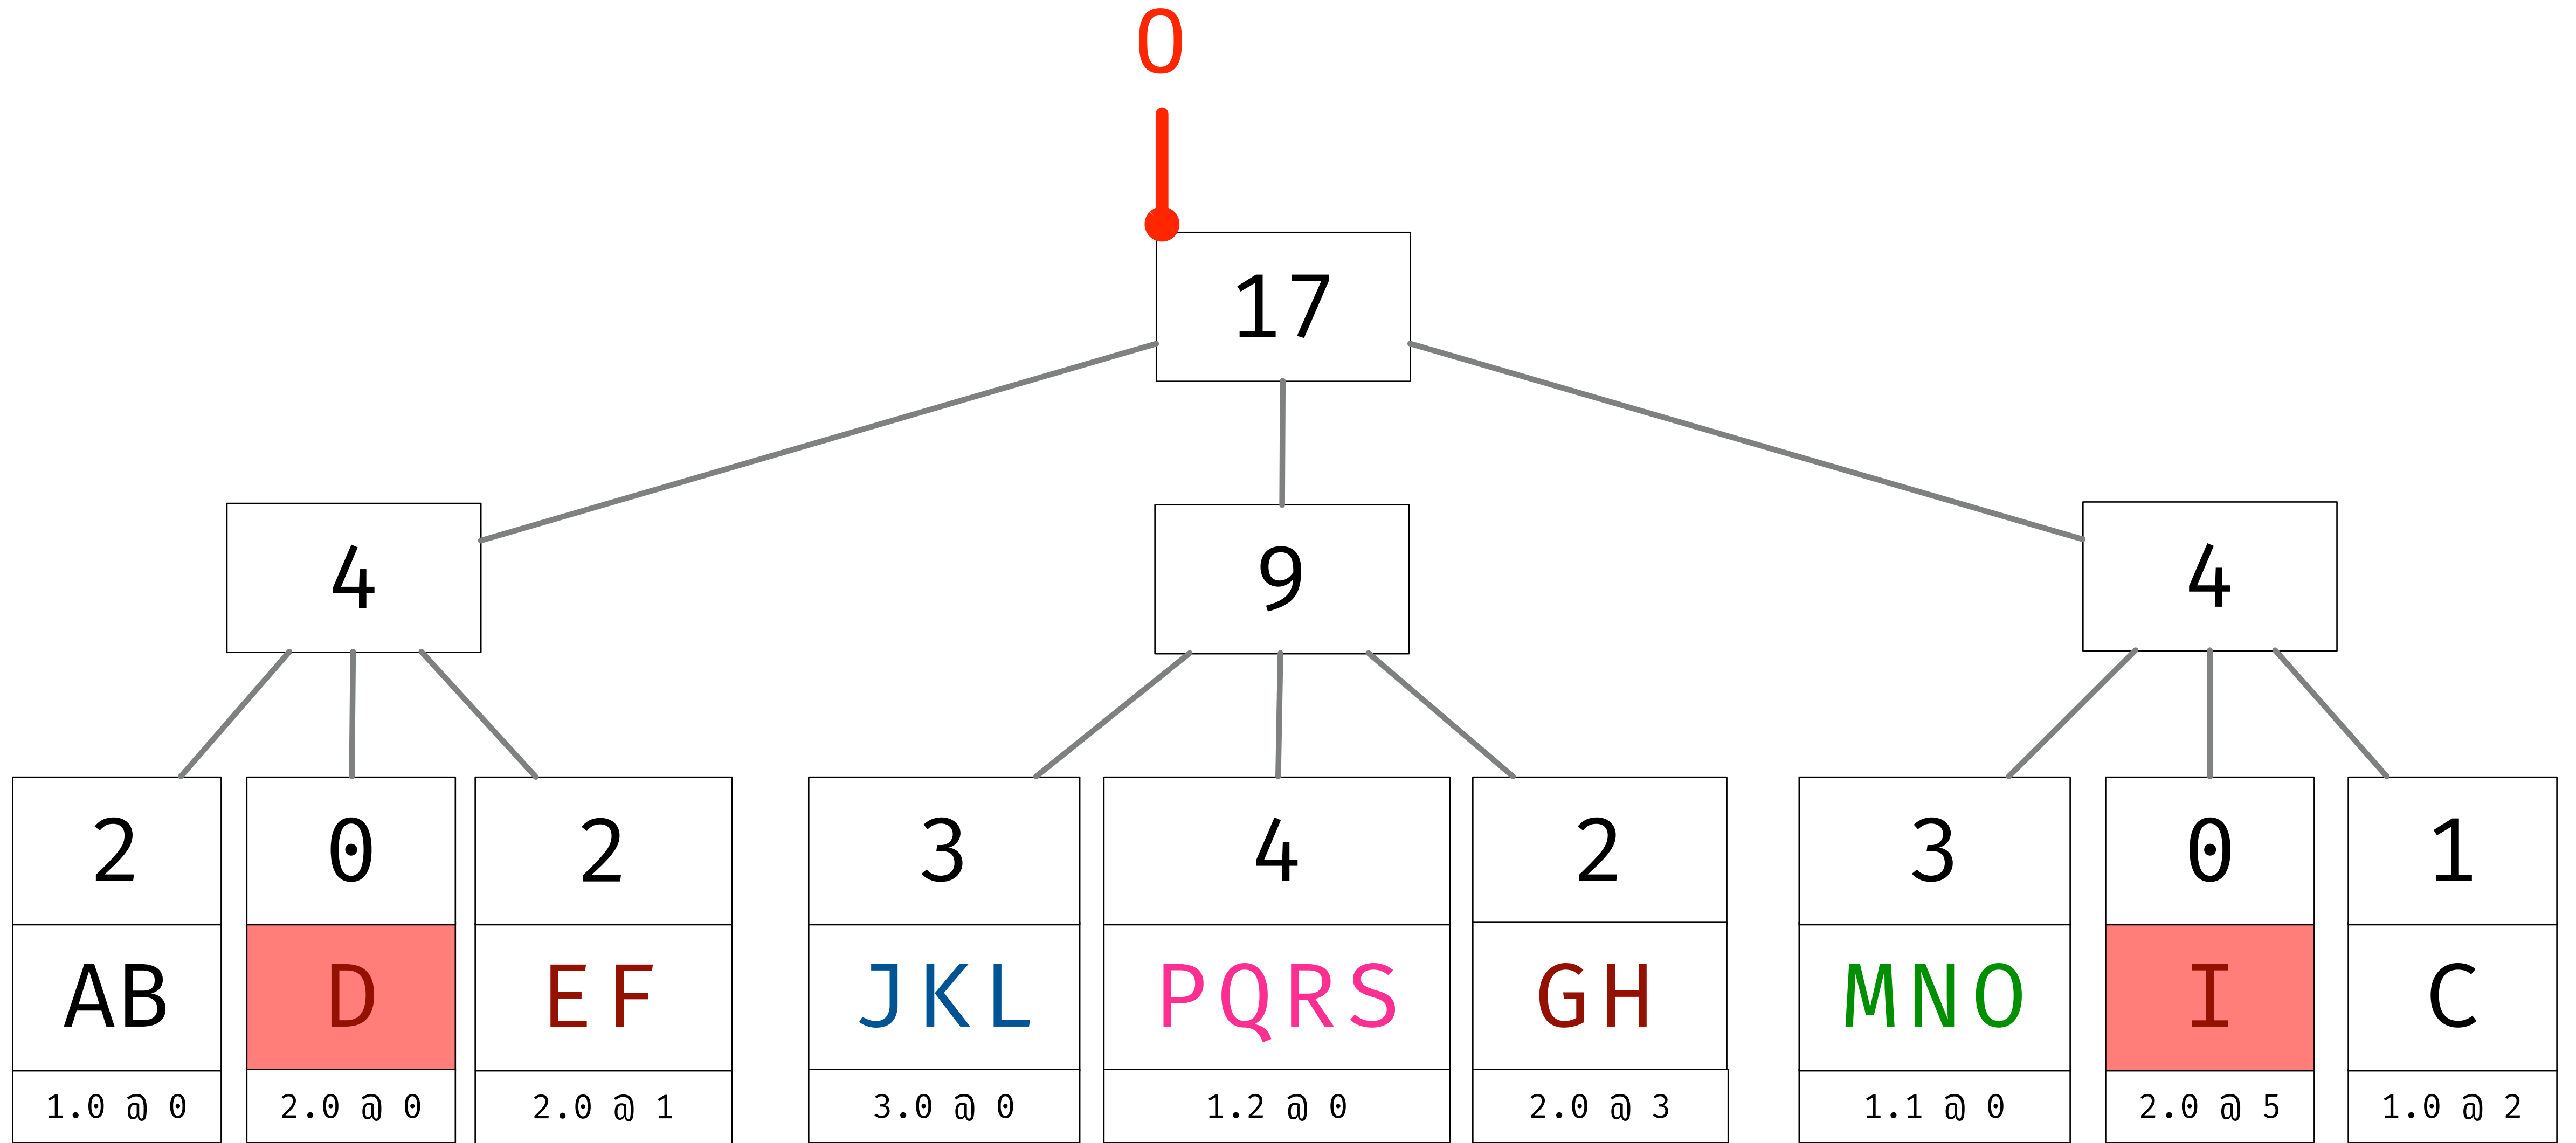 0
17
4 9 4
2 0 2 3 4 2 3 0 1
AB D EF JKL PQRS GH MNO I C
1.0 @ 0 2.0 @ 0 2.0 @ 1 3.0 @ 0 1.2 @ 0 2.0 @ 3 1.1 @ 0 2.0 @ 5 1.0 @ 2